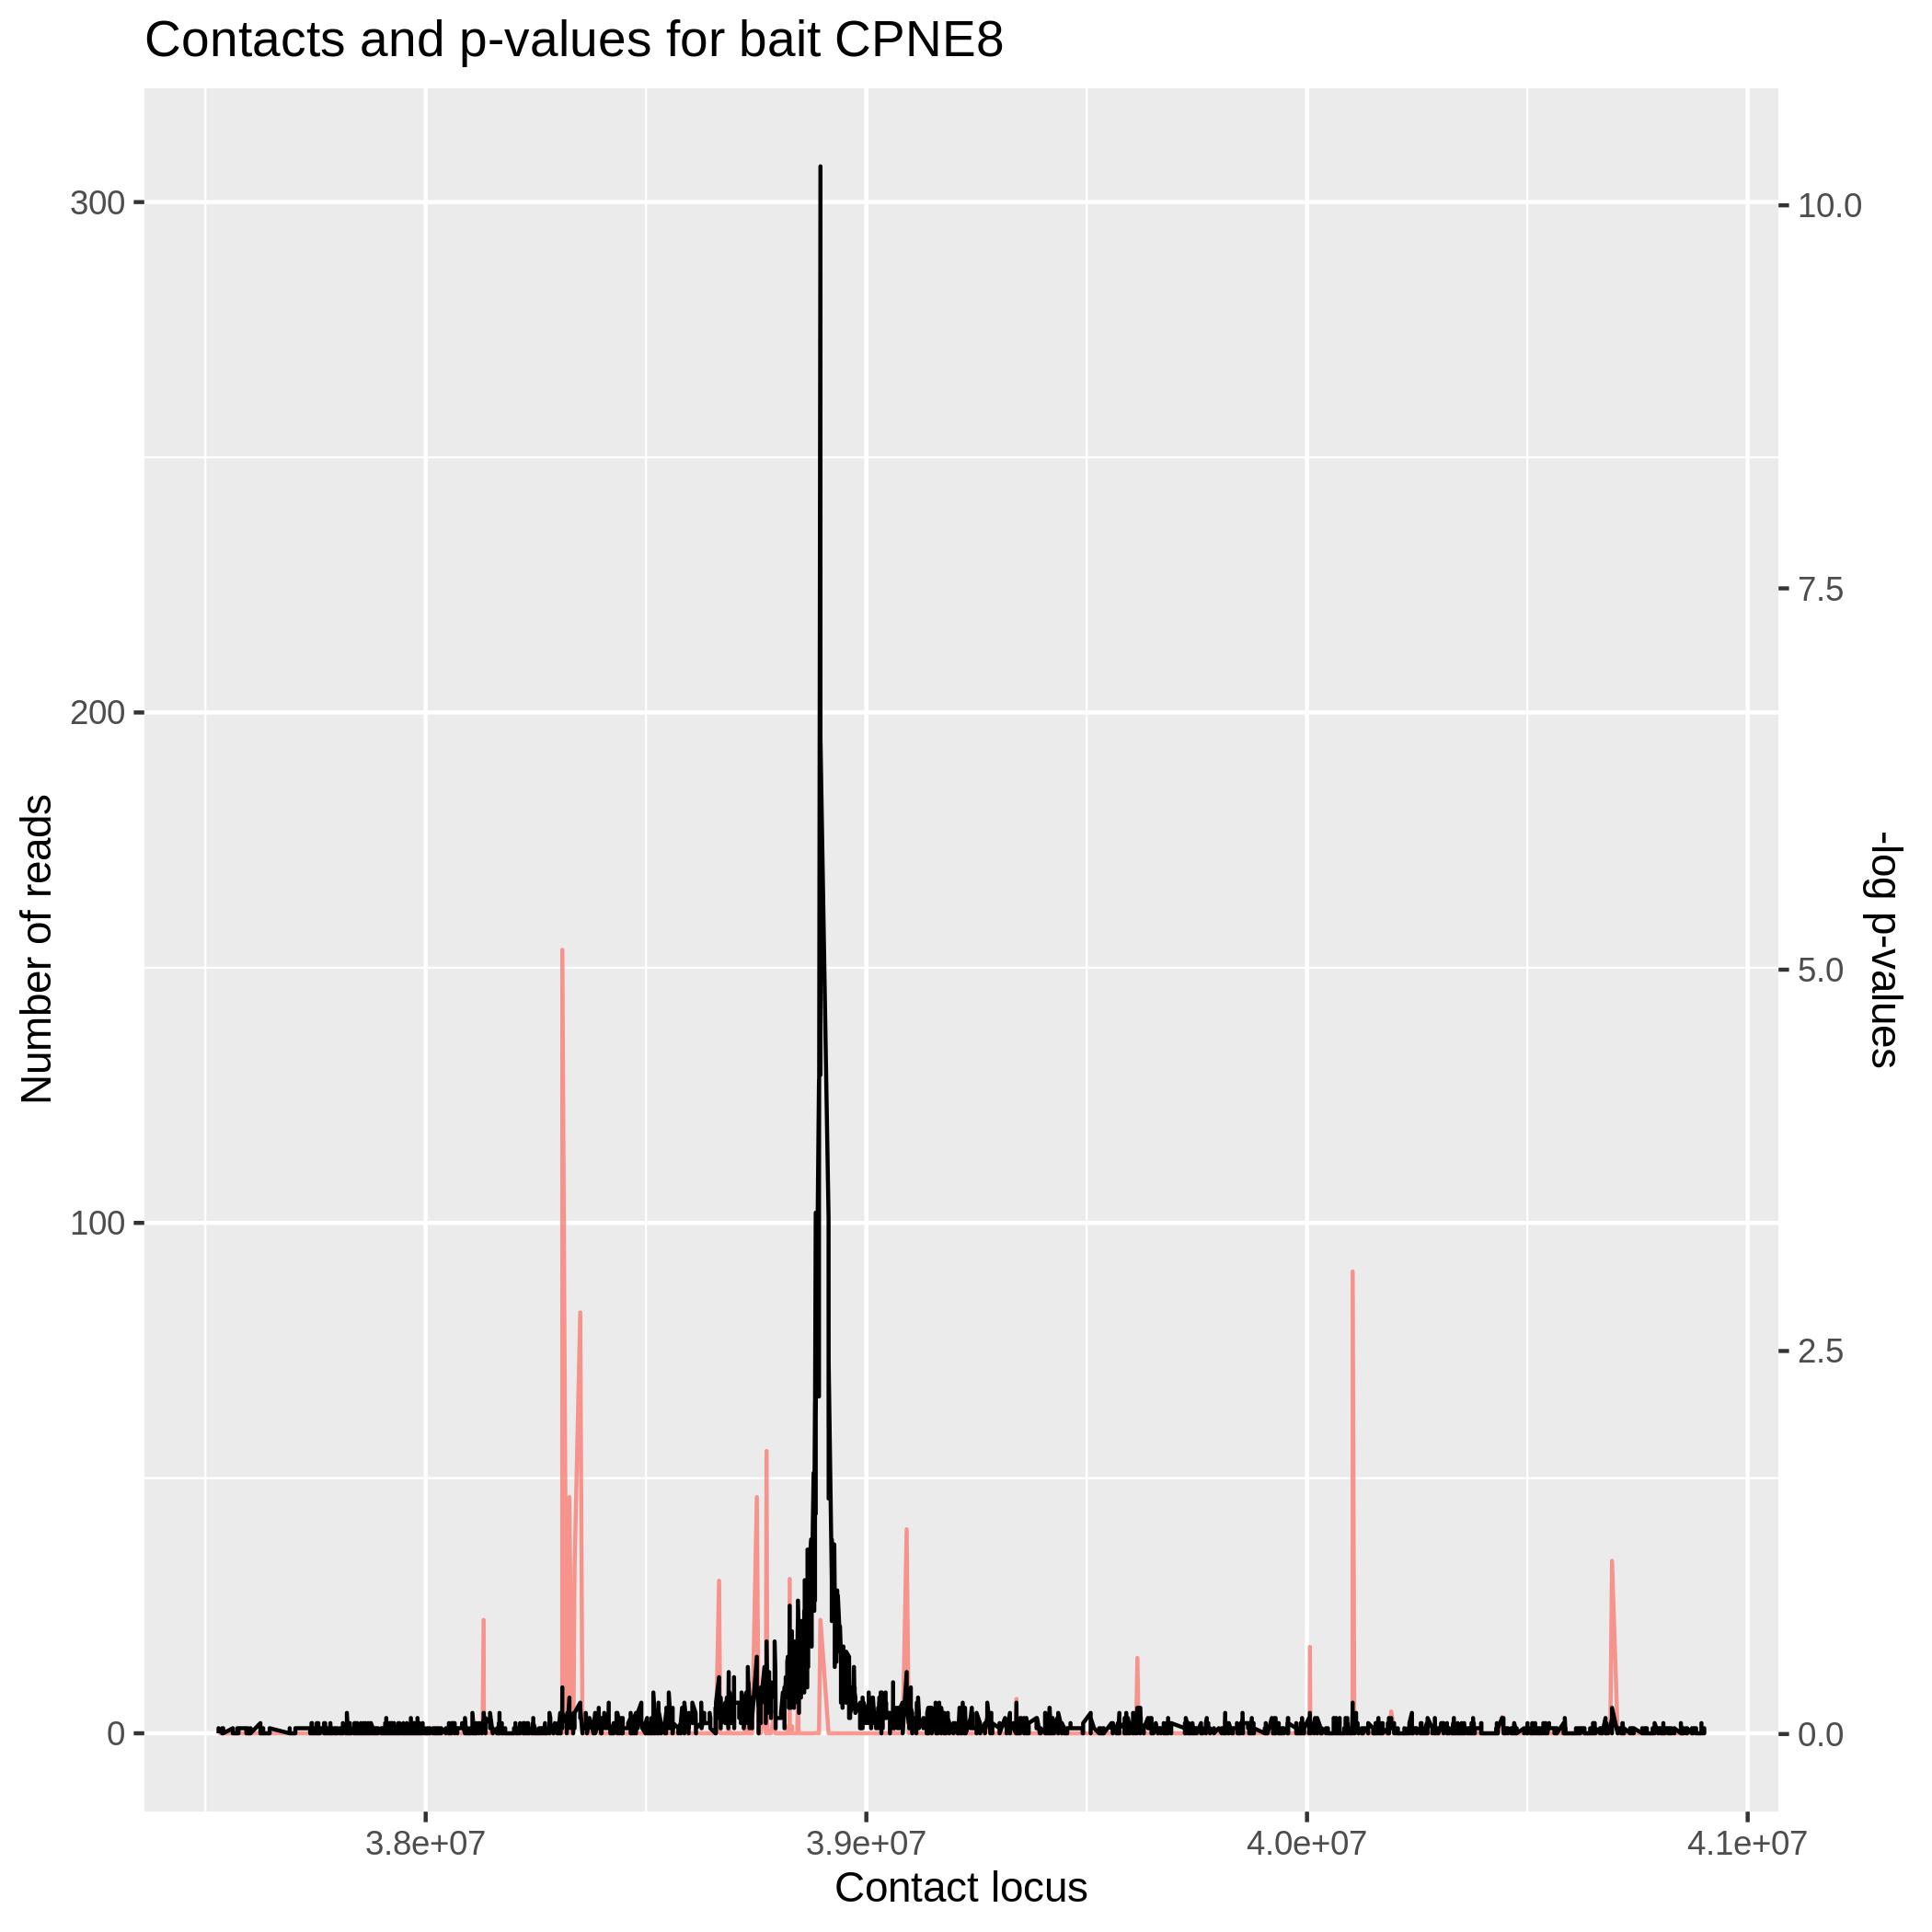 Contacts and p-values for bait CPNE8
300
200
100
0
Number of reads
10.0
7.5
5.0
2.5
0.0
-log p-values
3.8e+07
3.9e+07
4.0e+07
4.1e+07
Contact locus